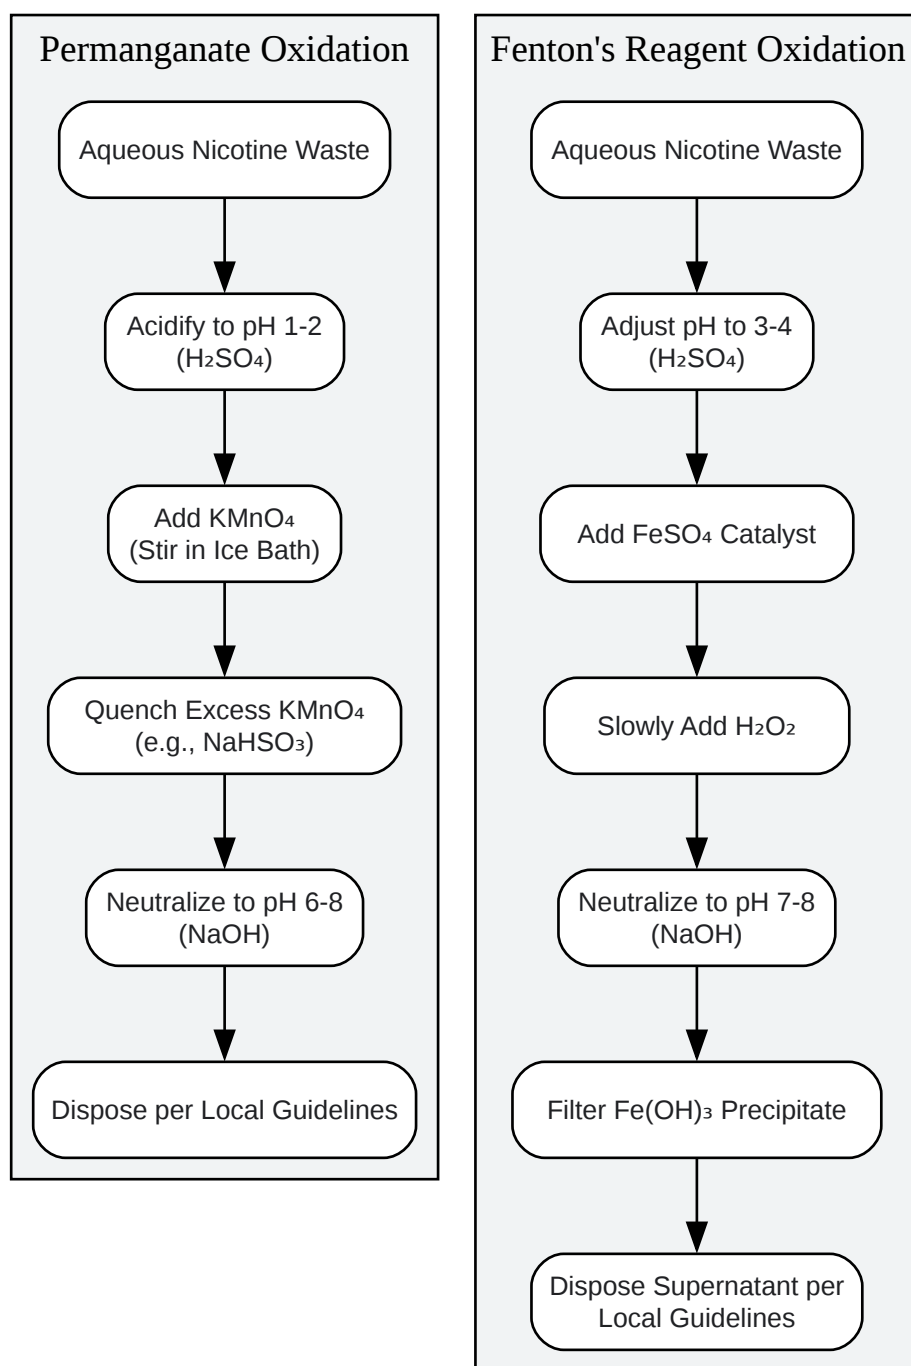 Permanganate Oxidation
Aqueous Nicotine Waste
Acidify to pH 1-2
(H₂SO₄)
Add KMnO₄
(Stir in Ice Bath)
Quench Excess KMnO₄
(e.g., NaHSO₃)
Neutralize to pH 6-8
(NaOH)
Dispose per Local Guidelines
Fenton's Reagent Oxidation
Aqueous Nicotine Waste
Adjust pH to 3-4
(H₂SO₄)
Add FeSO₄ Catalyst
Slowly Add H₂O₂
Neutralize to pH 7-8
(NaOH)
Filter Fe(OH)₃ Precipitate
Dispose Supernatant per
Local Guidelines